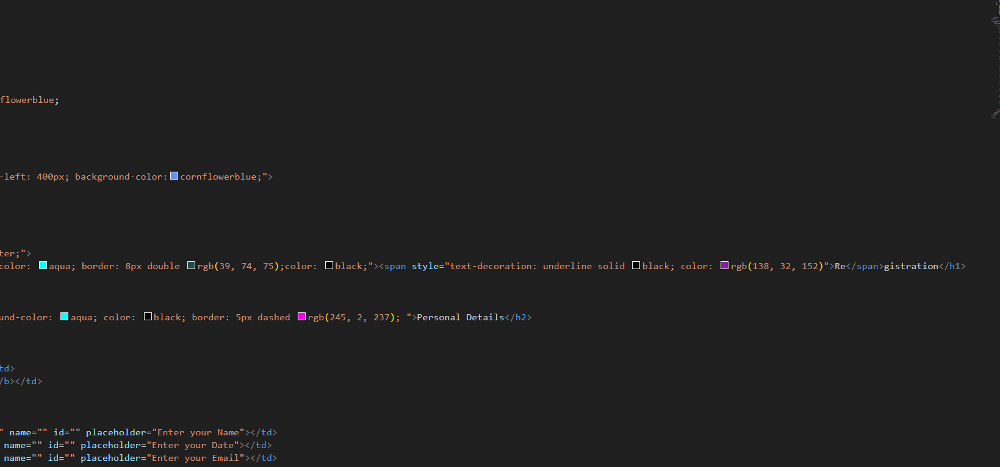 flowerblue;
-left: 400px; background-color: cornflowerblue;">
ter;">
color: aqua; border: 8px double rgb(39, 74, 75);color: black;"><span style="text-decoration: underline solid black; color: rgb(138, 32, 152)">Re</span>gistration</h1>
und-color: aqua; color: black; border: 5px dashed rgb(245, 2, 237); ">Personal Details</h2>
td>
/b></td>
" name="" id="" placeholder="Enter your Name"></td>
name="" id="" placeholder="Enter your Date"></td>
name="" id="" placeholder="Enter your Email"></td>